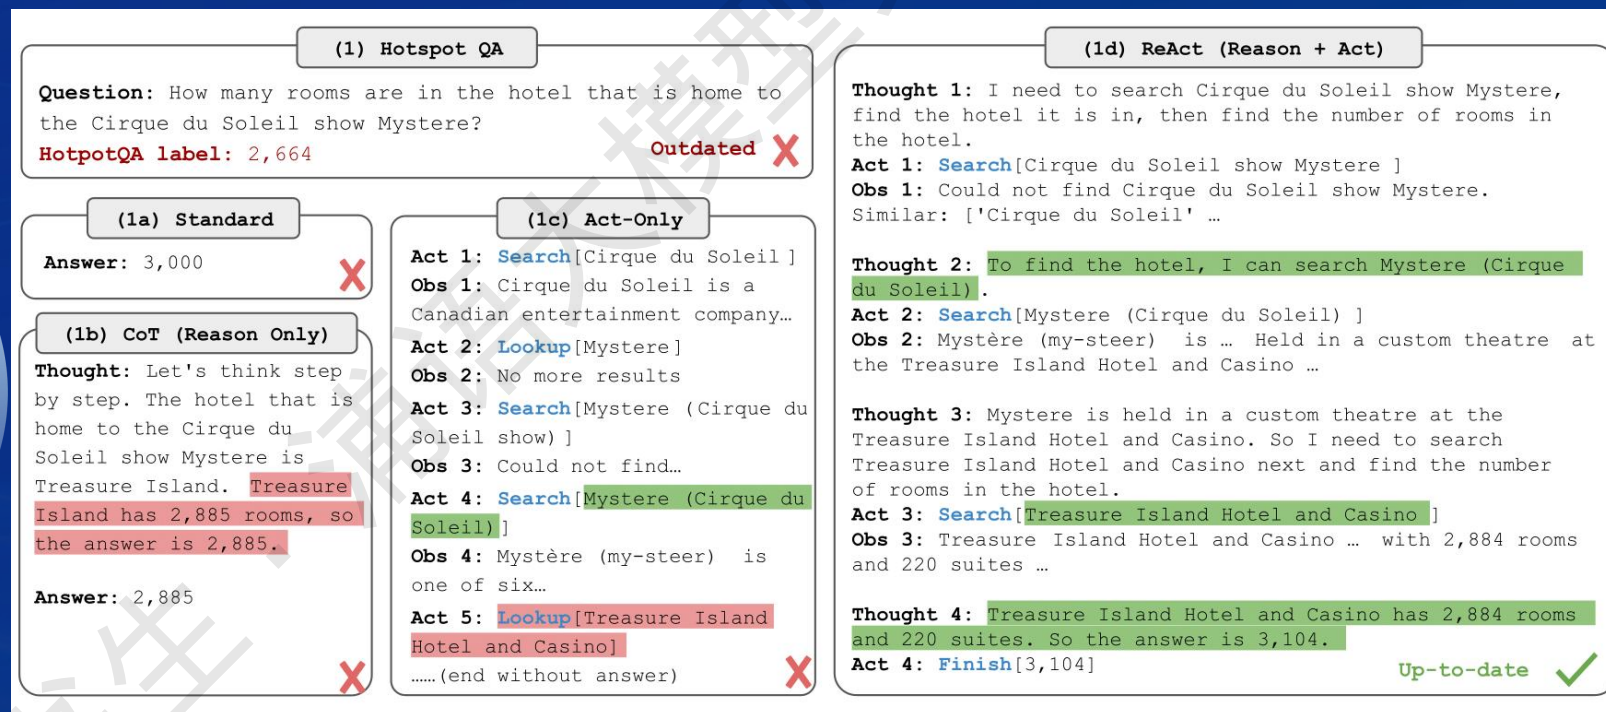 (1) Hotspot QA
Question: How many rooms are in the hotel that is home to
the Cirque du Soleil show Mystere?
HotpotQA label: 2,664
Outdated
(1a) Standard
Answer: 3,000
(1b) CoT (Reason Only)
Thought: Let's think step
by step. The hotel that is
home to the Cirque du
Soleil show Mystere is
Treasure Island. Treasure
Island has 2,885 rooms, so
the answer is 2,885.
Answer: 2,885
(1c) Act-Only
Act 1: Search[Cirque du Soleil ]
Obs 1: Cirque du Soleil is a
Canadian entertainment company…
Act 2: Lookup[Mystere]
Obs 2: No more results
Act 3: Search[Mystere (Cirque du
Soleil show) ]
Obs 3: Could not find…
Act 4: Search[Mystere (Cirque du
Soleil) ]
Obs 4: Mystère (my-steer) is
one of six…
Act 5: Lookup[Treasure Island
Hotel and Casino]
……(end without answer)
(1d) ReAct (Reason + Act)
Thought 1: I need to search Cirque du Soleil show Mystere,
find the hotel it is in, then find the number of rooms in
the hotel.
Act 1: Search[Cirque du Soleil show Mystere ]
Obs 1: Could not find Cirque du Soleil show Mystere.
Similar: ['Cirque du Soleil' …
Thought 2: To find the hotel, I can search Mystere (Cirque
du Soleil) .
Act 2: Search[Mystere (Cirque du Soleil) ]
Obs 2: Mystère (my-steer) is … Held in a custom theatre at
the Treasure Island Hotel and Casino …
Thought 3: Mystere is held in a custom theatre at the
Treasure Island Hotel and Casino. So I need to search
Treasure Island Hotel and Casino next and find the number
of rooms in the hotel.
Act 3: Search[Treasure Island Hotel and Casino ]
Obs 3: Treasure Island Hotel and Casino … with 2,884 rooms
and 220 suites …
Thought 4: Treasure Island Hotel and Casino has 2,884 rooms
and 220 suites. So the answer is 3,104.
Act 4: Finish[3,104]
Up-to-date
生·浦语大模型